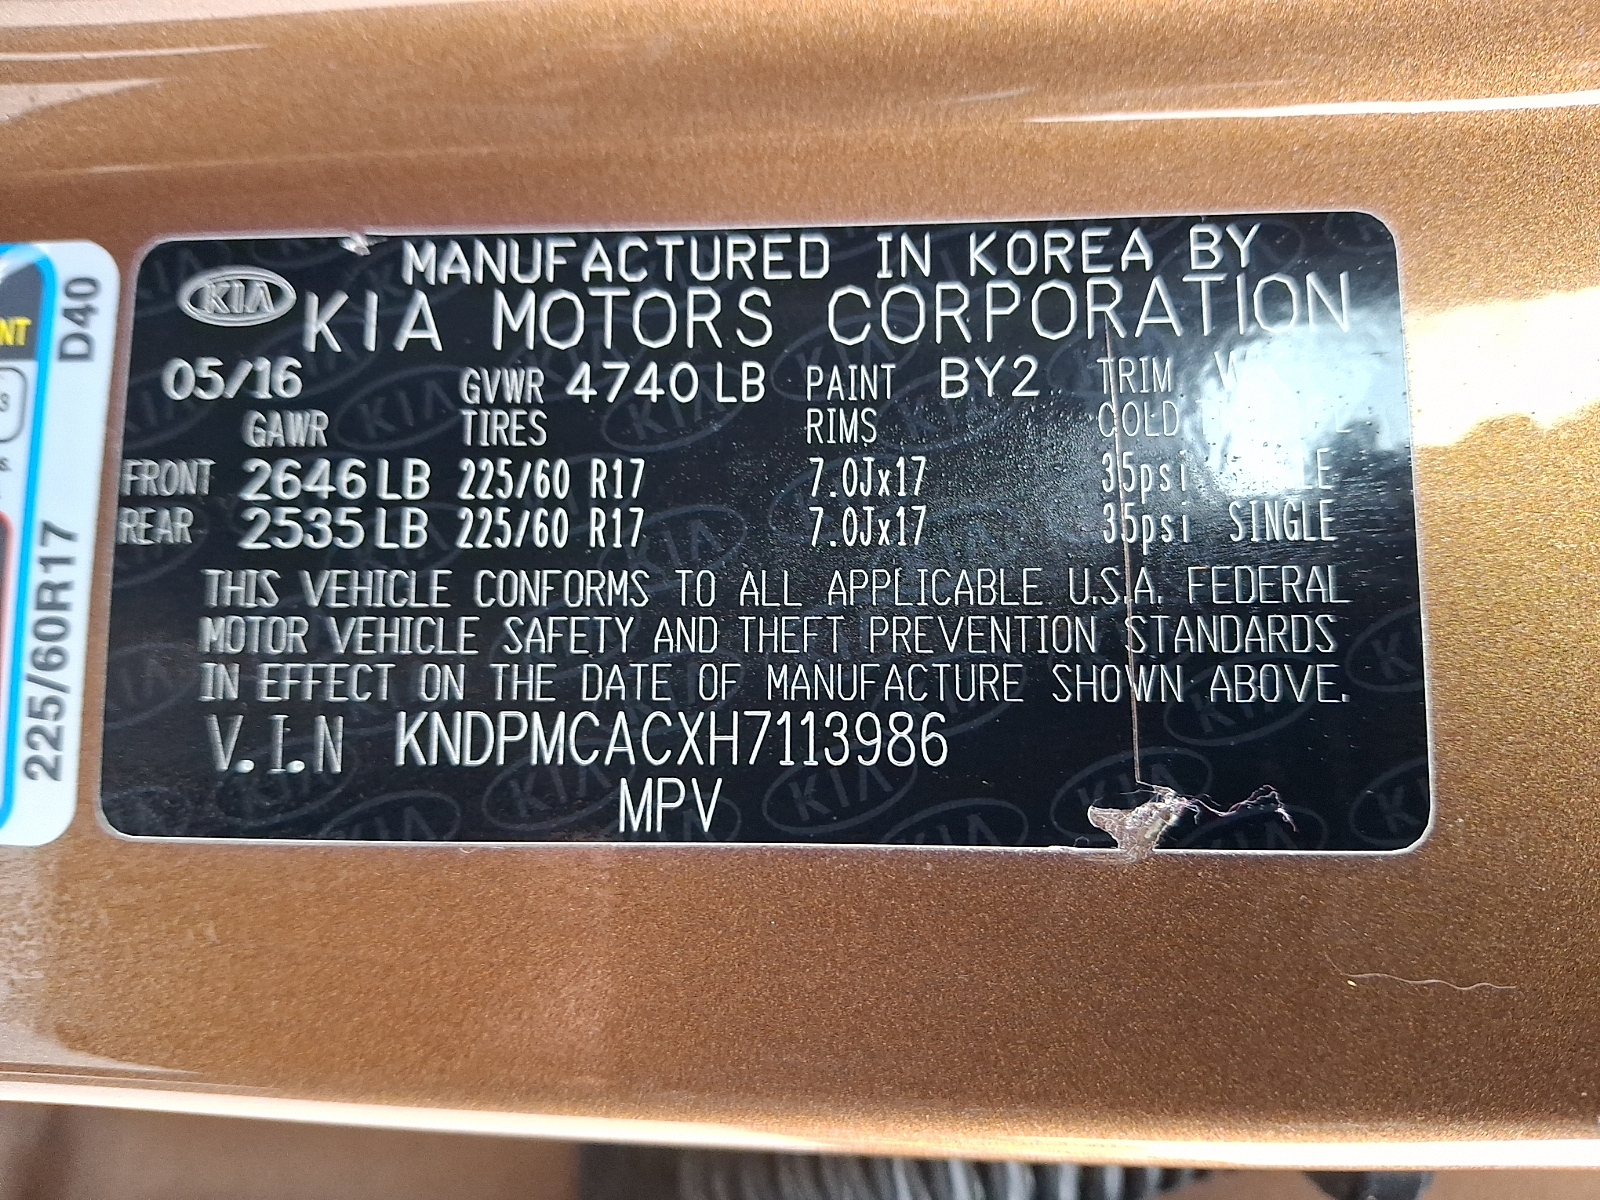 KIA
MANUFACTURED IN KOREA BY
KIA MOTORS CORPORATION
05/16 GVWR 4740 LB PAINT BY2 TRIM
GAWR TIRES RIMS COLD
FRONT 2646 LB 225/60 R17 7.0Jx17 35psi
REAR 2535 LB 225/60 R17 7.0Jx17 35psi SINGLE
THIS VEHICLE CONFORMS TO ALL APPLICABLE U.S.A. FEDERAL
MOTOR VEHICLE SAFETY AND THEFT PREVENTION STANDARDS
IN EFFECT ON THE DATE OF MANUFACTURE SHOWN ABOVE.
V.I.N KNDPMCACXH7113986
MPV
D40
225/60R17